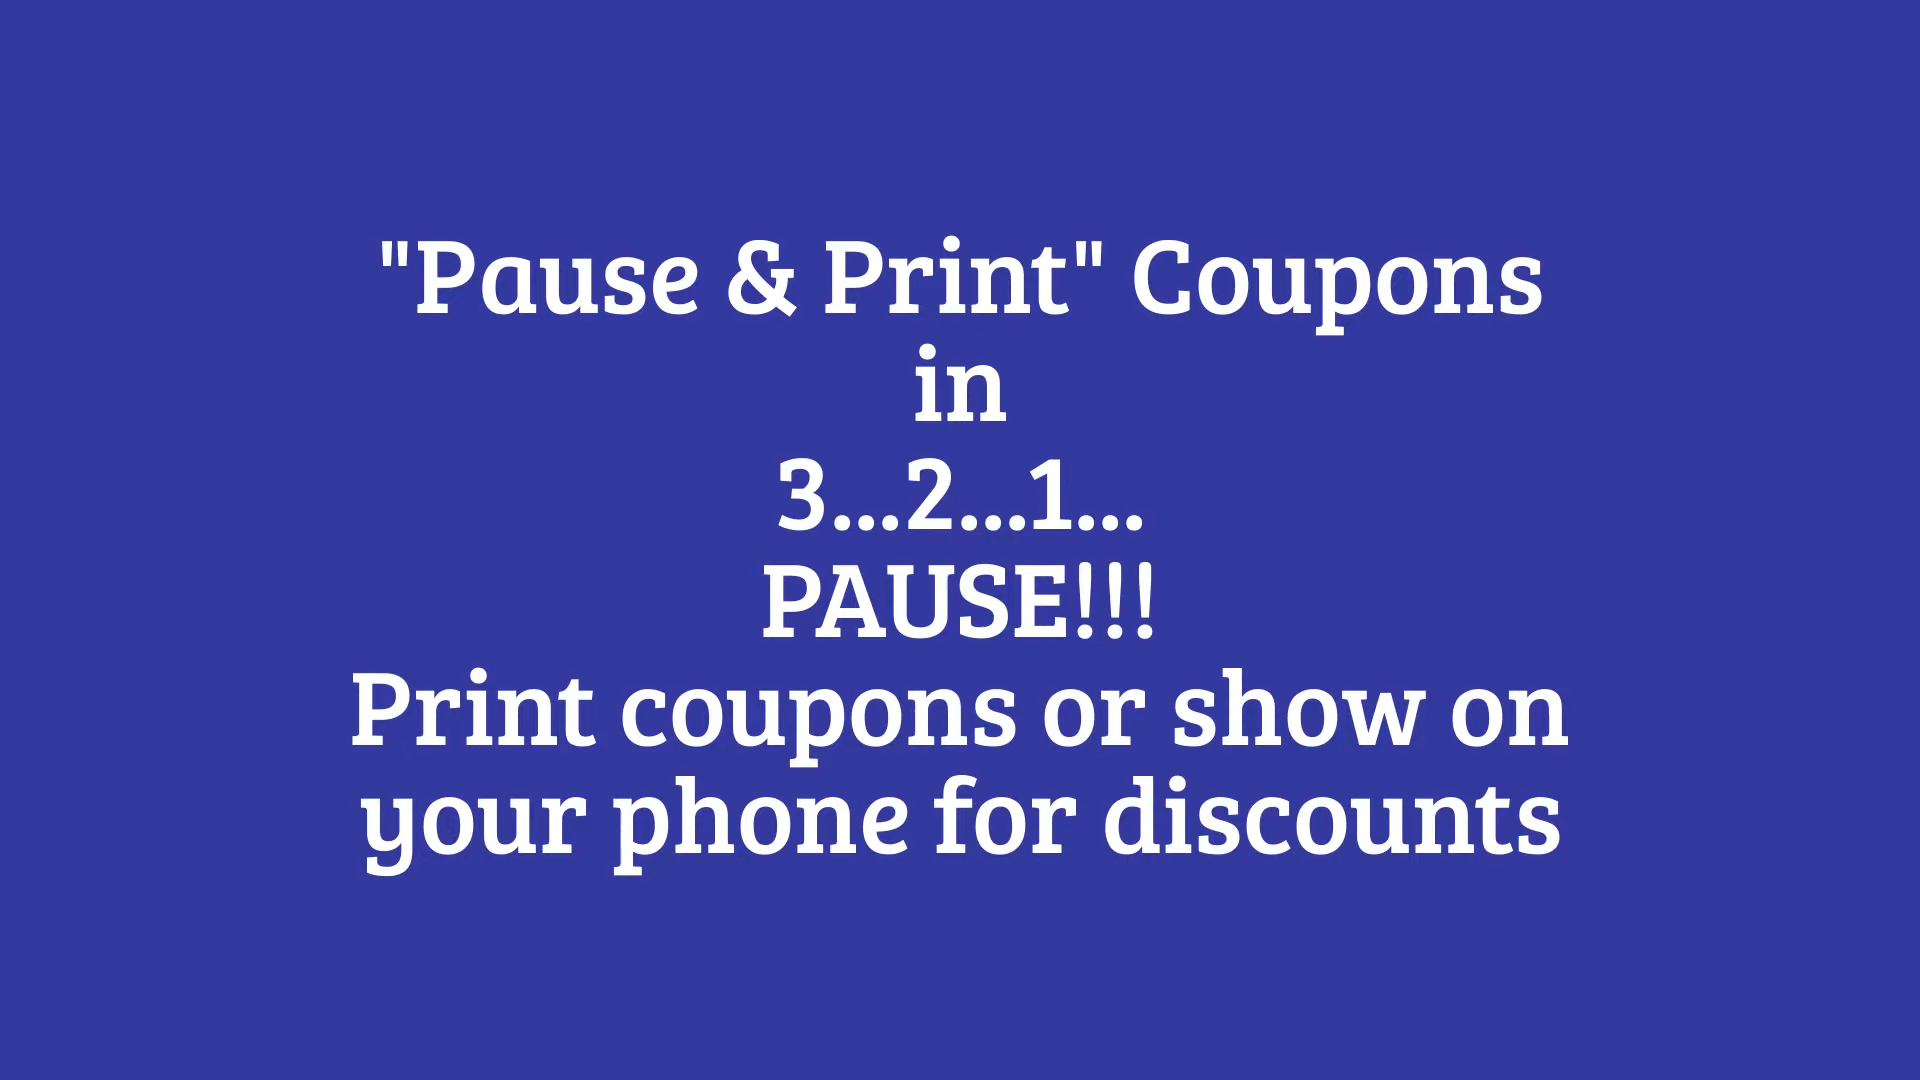 "Pause & Print" Coupons
in
3...2...1...
PAUSE!!!
Print coupons or show on
your phone for discounts